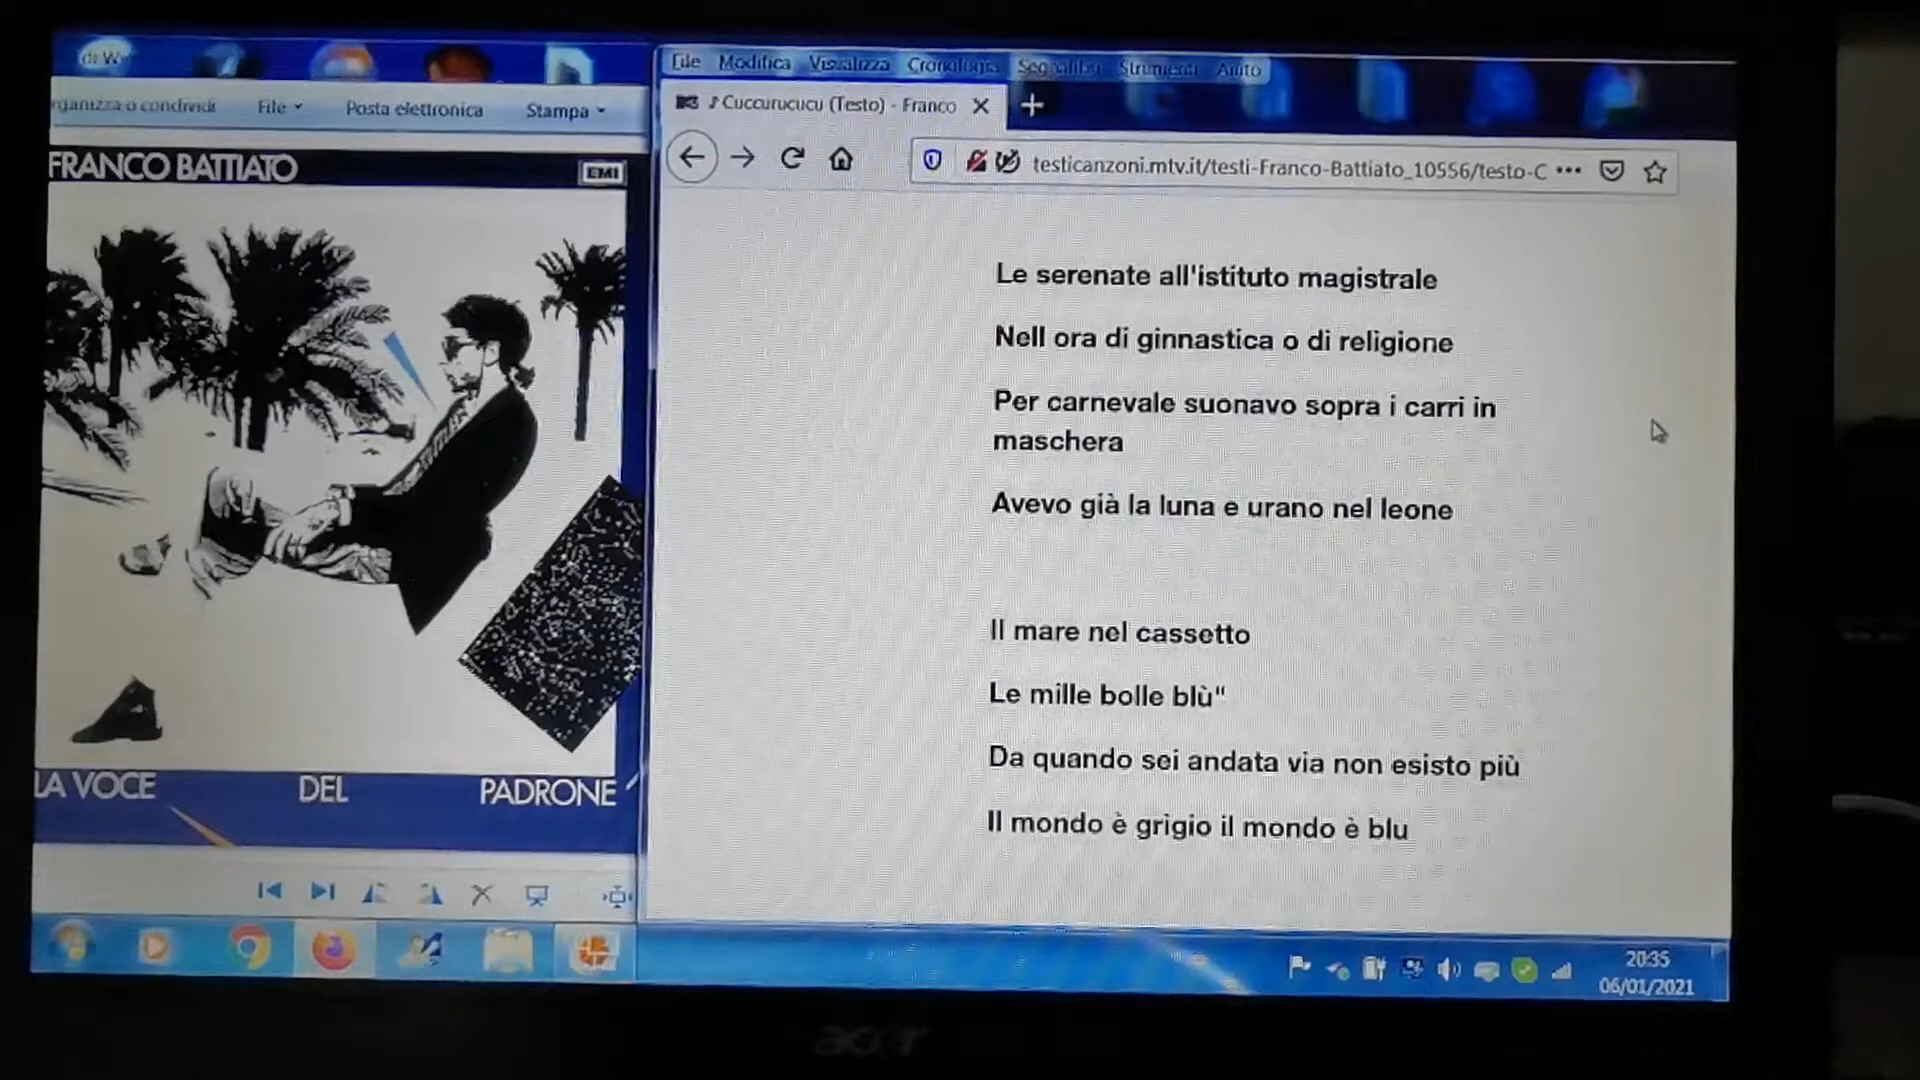 rganizza o condividi File Posta elettronica Stampa
FRANCO BATTIATO
EMI
LA VOCE DEL PADRONE
File Modifica Visualizza Cronologia Segnalibri Strumenti Aiuto
♪ Cuccurucucu (Testo) - Franco
testicanzoni.mtv.it/testi-Franco-Battiato_10556/testo-C
Le serenate all'istituto magistrale
Nell ora di ginnastica o di religione
Per carnevale suonavo sopra i carri in
maschera
Avevo già la luna e urano nel leone
Il mare nel cassetto
Le mille bolle blù"
Da quando sei andata via non esisto più
Il mondo è grigio il mondo è blu
20:35
06/01/2021
acer